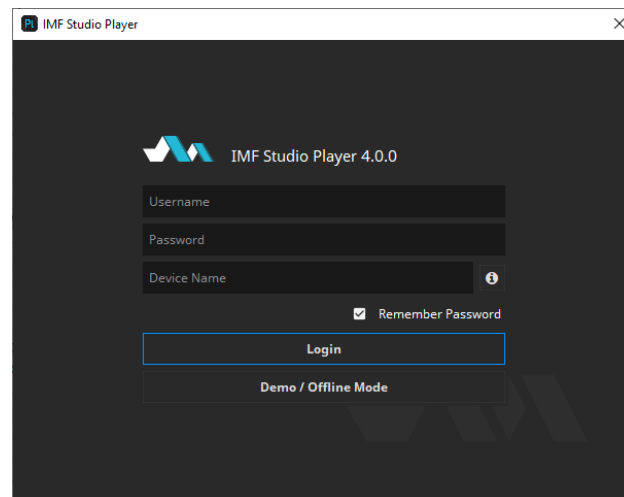 Pl IMF Studio Player
IMF Studio Player 4.0.0
Username
Password
Device Name
Remember Password
Login
Demo / Offline Mode